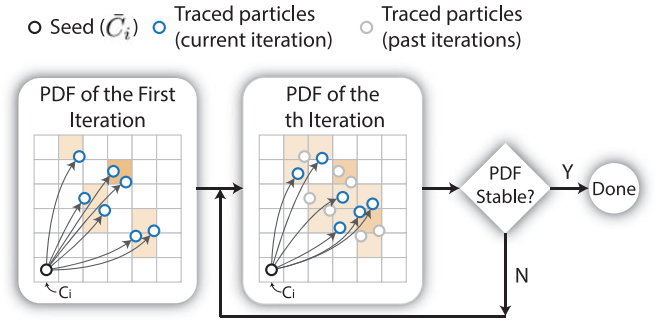 Seed (C̄i)
Traced particles
(current iteration)
Traced particles
(past iterations)
PDF of the First
Iteration
Ci
PDF of the
th Iteration
Ci
PDF
Stable?
Y
Done
N